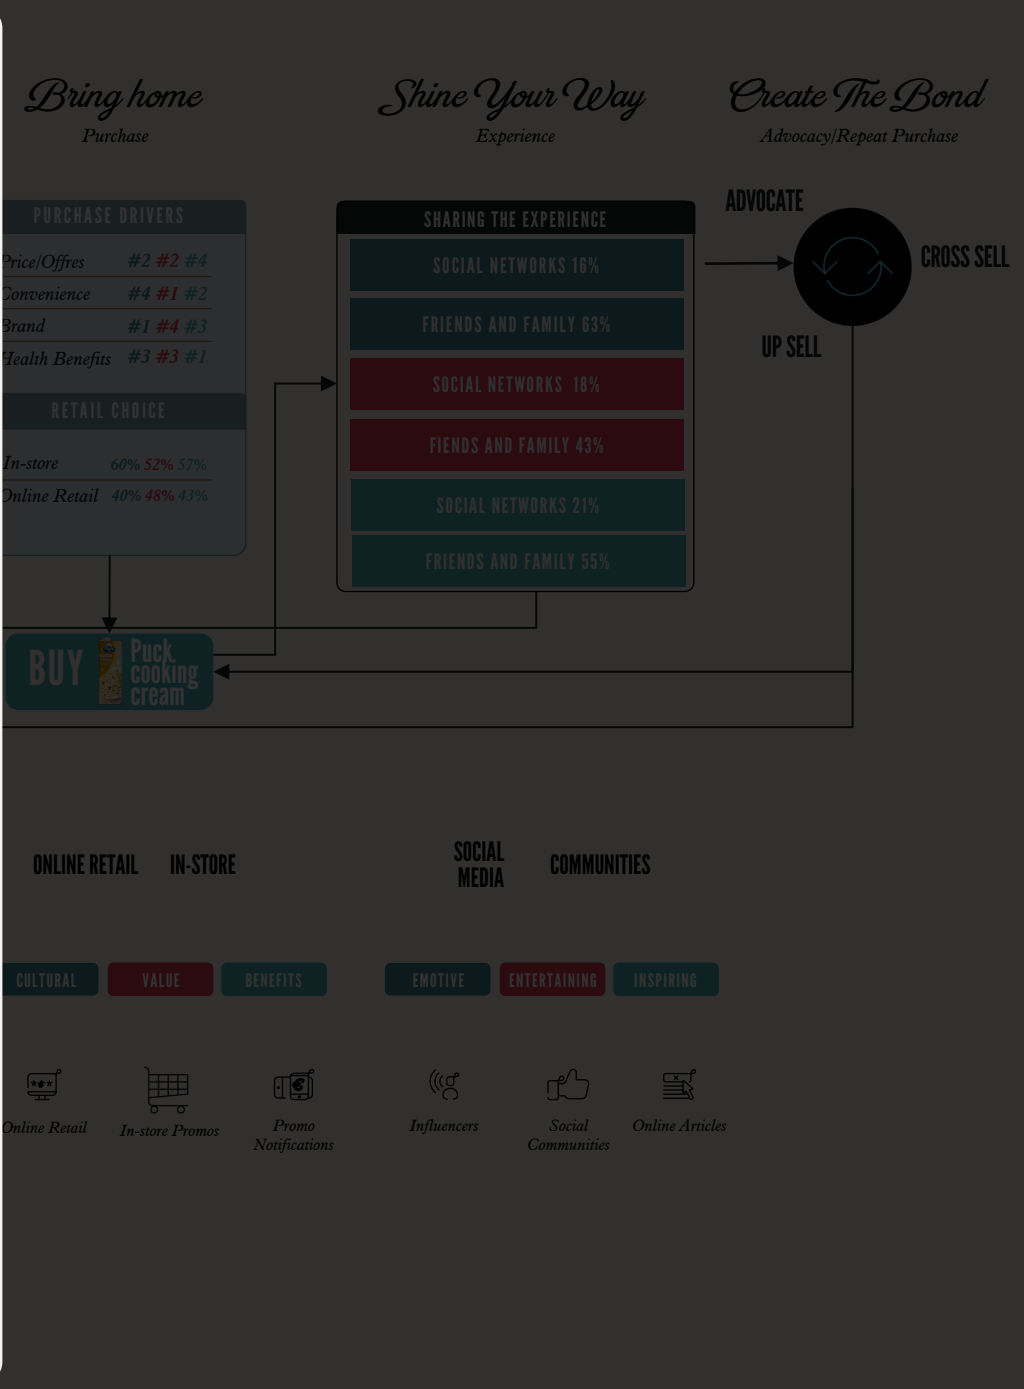 Bring home
Purchase
Shine Your Way
Experience
Create The Bond
Advocacy/Repeat Purchase
PURCHASE DRIVERS
Price/Offres #2 #2 #4
Convenience #4 #1 #2
Brand #1 #4 #3
Health Benefits #3 #3 #1
RETAIL CHOICE
In-store 60% 52% 57%
Online Retail 40% 48% 43%
BUY
Puck
cooking
cream
SHARING THE EXPERIENCE
SOCIAL NETWORKS 16%
FRIENDS AND FAMILY 63%
SOCIAL NETWORKS 18%
FIENDS AND FAMILY 43%
SOCIAL NETWORKS 21%
FRIENDS AND FAMILY 55%
ADVOCATE
CROSS SELL
UP SELL
ONLINE RETAIL
IN-STORE
SOCIAL
MEDIA
COMMUNITIES
CULTURAL
VALUE
BENEFITS
EMOTIVE
ENTERTAINING
INSPIRING
Online Retail
In-store Promos
Promo
Notifications
Influencers
Social
Communities
Online Articles